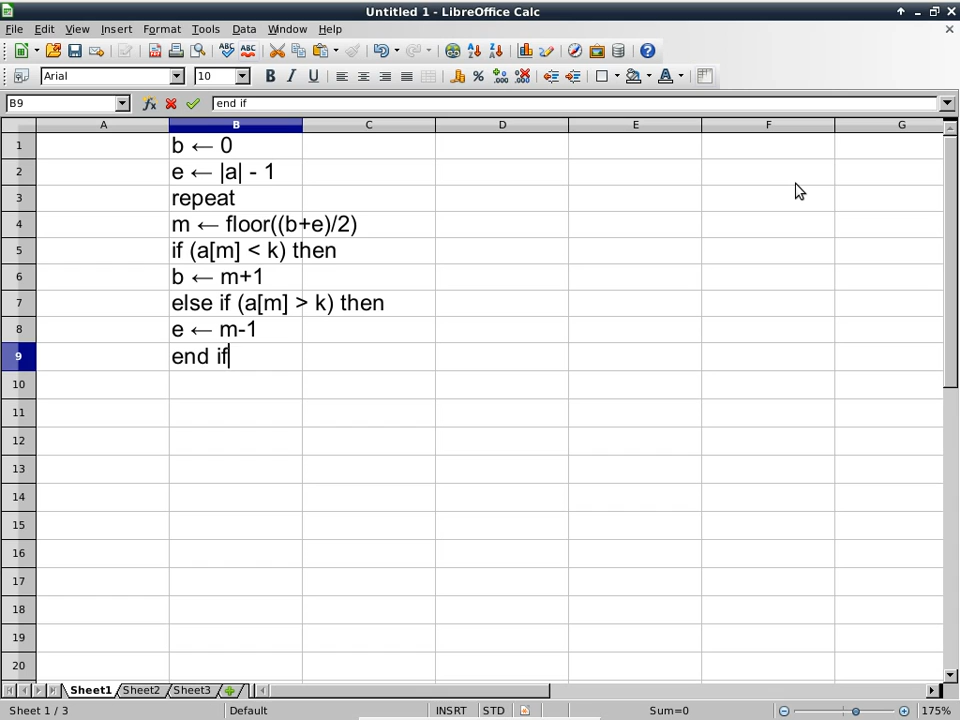 Untitled 1 - LibreOffice Calc
File Edit View Insert Format Tools Data Window Help
Arial 10
B9 end if
A B C D E F G
1 b ← 0
2 e ← |a| - 1
3 repeat
4 m ← floor((b+e)/2)
5 if (a[m] < k) then
6 b ← m+1
7 else if (a[m] > k) then
8 e ← m-1
9 end if
10
11
12
13
14
15
16
17
18
19
20
Sheet1 Sheet2 Sheet3
Sheet 1 / 3 Default INSRT STD Sum=0 175%